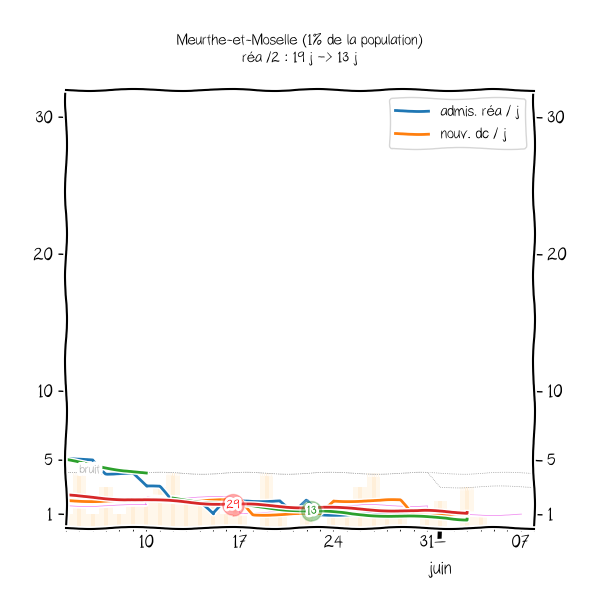 Meurthe-et-Moselle (1% de la population)
réa /2 : 19 j -> 13 j
admis. réa / j
nouv. dc / j
30
30
20
20
10
10
5
5
bruit
29
13
1
1
10
17
24
31
07
juin